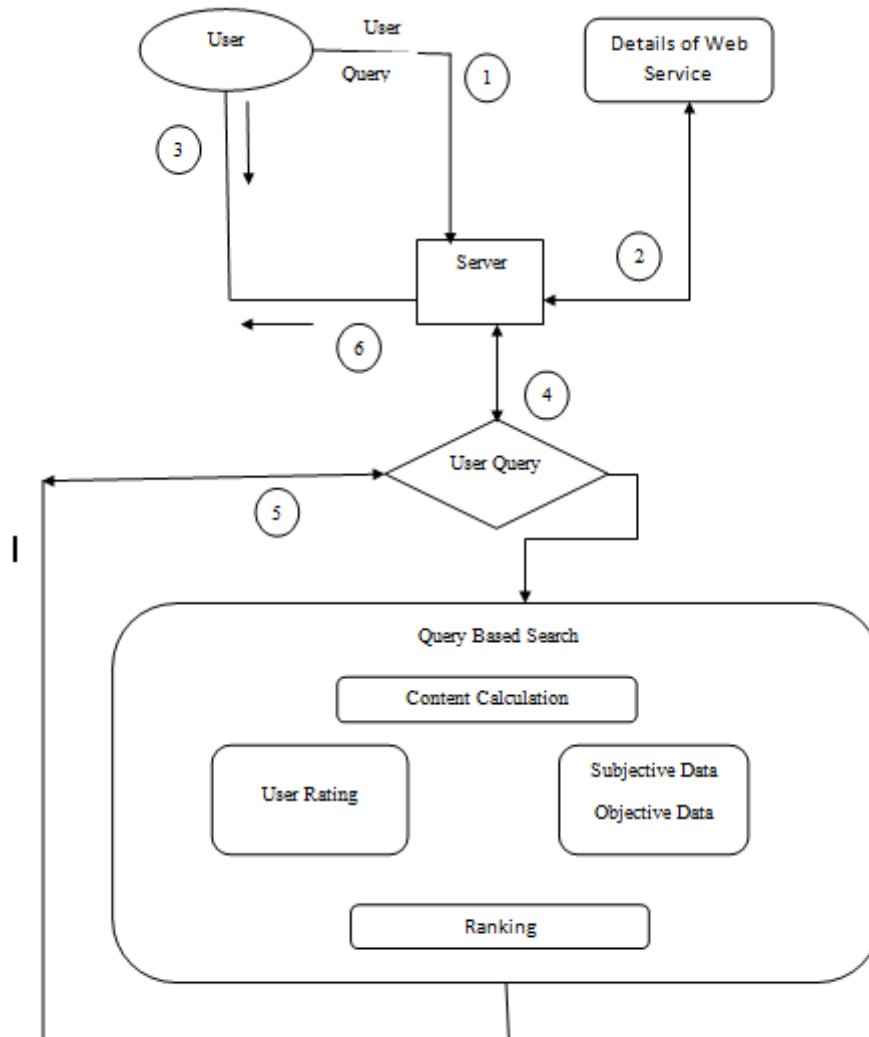 User
User
Query
1
Details of Web
Service
3
Server
2
6
4
User Query
5
Query Based Search
Content Calculation
User Rating
Subjective Data
Objective Data
Ranking